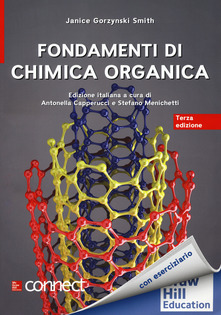 Janice Gorzynski Smith
FONDAMENTI DI
CHIMICA ORGANICA
Edizione italiana a cura di
Antonella Capperucci e Stefano Menichetti
Terza
edizione
connect
con eserciziario
Hill
Education